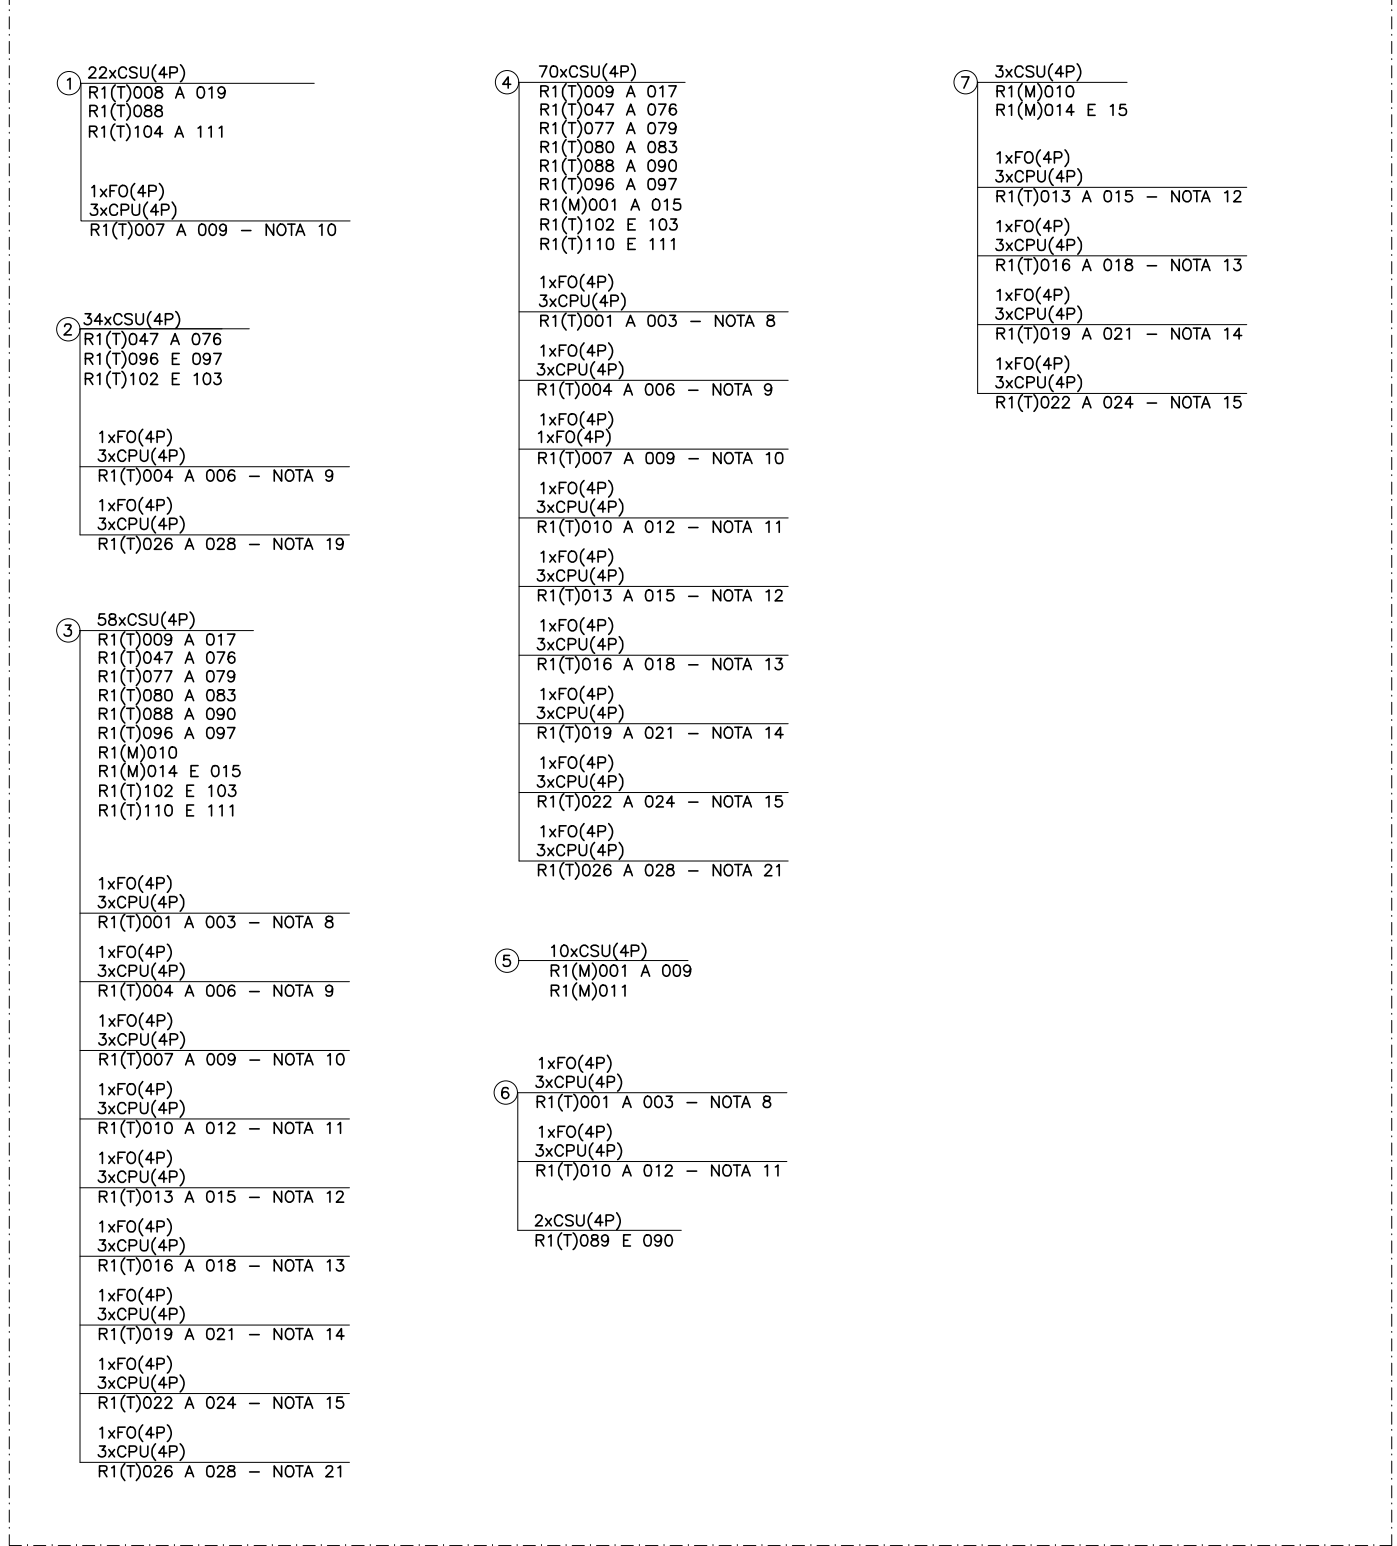 1
22xCSU(4P)
R1(T)008 A 019
R1(T)088
R1(T)104 A 111
1xFO(4P)
3xCPU(4P)
R1(T)007 A 009 – NOTA 10
2
34xCSU(4P)
R1(T)047 A 076
R1(T)096 E 097
R1(T)102 E 103
1xFO(4P)
3xCPU(4P)
R1(T)004 A 006 – NOTA 9
1xFO(4P)
3xCPU(4P)
R1(T)026 A 028 – NOTA 19
3
58xCSU(4P)
R1(T)009 A 017
R1(T)047 A 076
R1(T)077 A 079
R1(T)080 A 083
R1(T)088 A 090
R1(T)096 A 097
R1(M)010
R1(M)014 E 015
R1(T)102 E 103
R1(T)110 E 111
1xFO(4P)
3xCPU(4P)
R1(T)001 A 003 – NOTA 8
1xFO(4P)
3xCPU(4P)
R1(T)004 A 006 – NOTA 9
1xFO(4P)
3xCPU(4P)
R1(T)007 A 009 – NOTA 10
1xFO(4P)
3xCPU(4P)
R1(T)010 A 012 – NOTA 11
1xFO(4P)
3xCPU(4P)
R1(T)013 A 015 – NOTA 12
1xFO(4P)
3xCPU(4P)
R1(T)016 A 018 – NOTA 13
1xFO(4P)
3xCPU(4P)
R1(T)019 A 021 – NOTA 14
1xFO(4P)
3xCPU(4P)
R1(T)022 A 024 – NOTA 15
1xFO(4P)
3xCPU(4P)
R1(T)026 A 028 – NOTA 21
4
70xCSU(4P)
R1(T)009 A 017
R1(T)047 A 076
R1(T)077 A 079
R1(T)080 A 083
R1(T)088 A 090
R1(T)096 A 097
R1(M)001 A 015
R1(T)102 E 103
R1(T)110 E 111
1xFO(4P)
3xCPU(4P)
R1(T)001 A 003 – NOTA 8
1xFO(4P)
3xCPU(4P)
R1(T)004 A 006 – NOTA 9
1xFO(4P)
1xFO(4P)
R1(T)007 A 009 – NOTA 10
1xFO(4P)
3xCPU(4P)
R1(T)010 A 012 – NOTA 11
1xFO(4P)
3xCPU(4P)
R1(T)013 A 015 – NOTA 12
1xFO(4P)
3xCPU(4P)
R1(T)016 A 018 – NOTA 13
1xFO(4P)
3xCPU(4P)
R1(T)019 A 021 – NOTA 14
1xFO(4P)
3xCPU(4P)
R1(T)022 A 024 – NOTA 15
1xFO(4P)
3xCPU(4P)
R1(T)026 A 028 – NOTA 21
5
10xCSU(4P)
R1(M)001 A 009
R1(M)011
6
1xFO(4P)
3xCPU(4P)
R1(T)001 A 003 – NOTA 8
1xFO(4P)
3xCPU(4P)
R1(T)010 A 012 – NOTA 11
2xCSU(4P)
R1(T)089 E 090
7
3xCSU(4P)
R1(M)010
R1(M)014 E 15
1xFO(4P)
3xCPU(4P)
R1(T)013 A 015 – NOTA 12
1xFO(4P)
3xCPU(4P)
R1(T)016 A 018 – NOTA 13
1xFO(4P)
3xCPU(4P)
R1(T)019 A 021 – NOTA 14
1xFO(4P)
3xCPU(4P)
R1(T)022 A 024 – NOTA 15